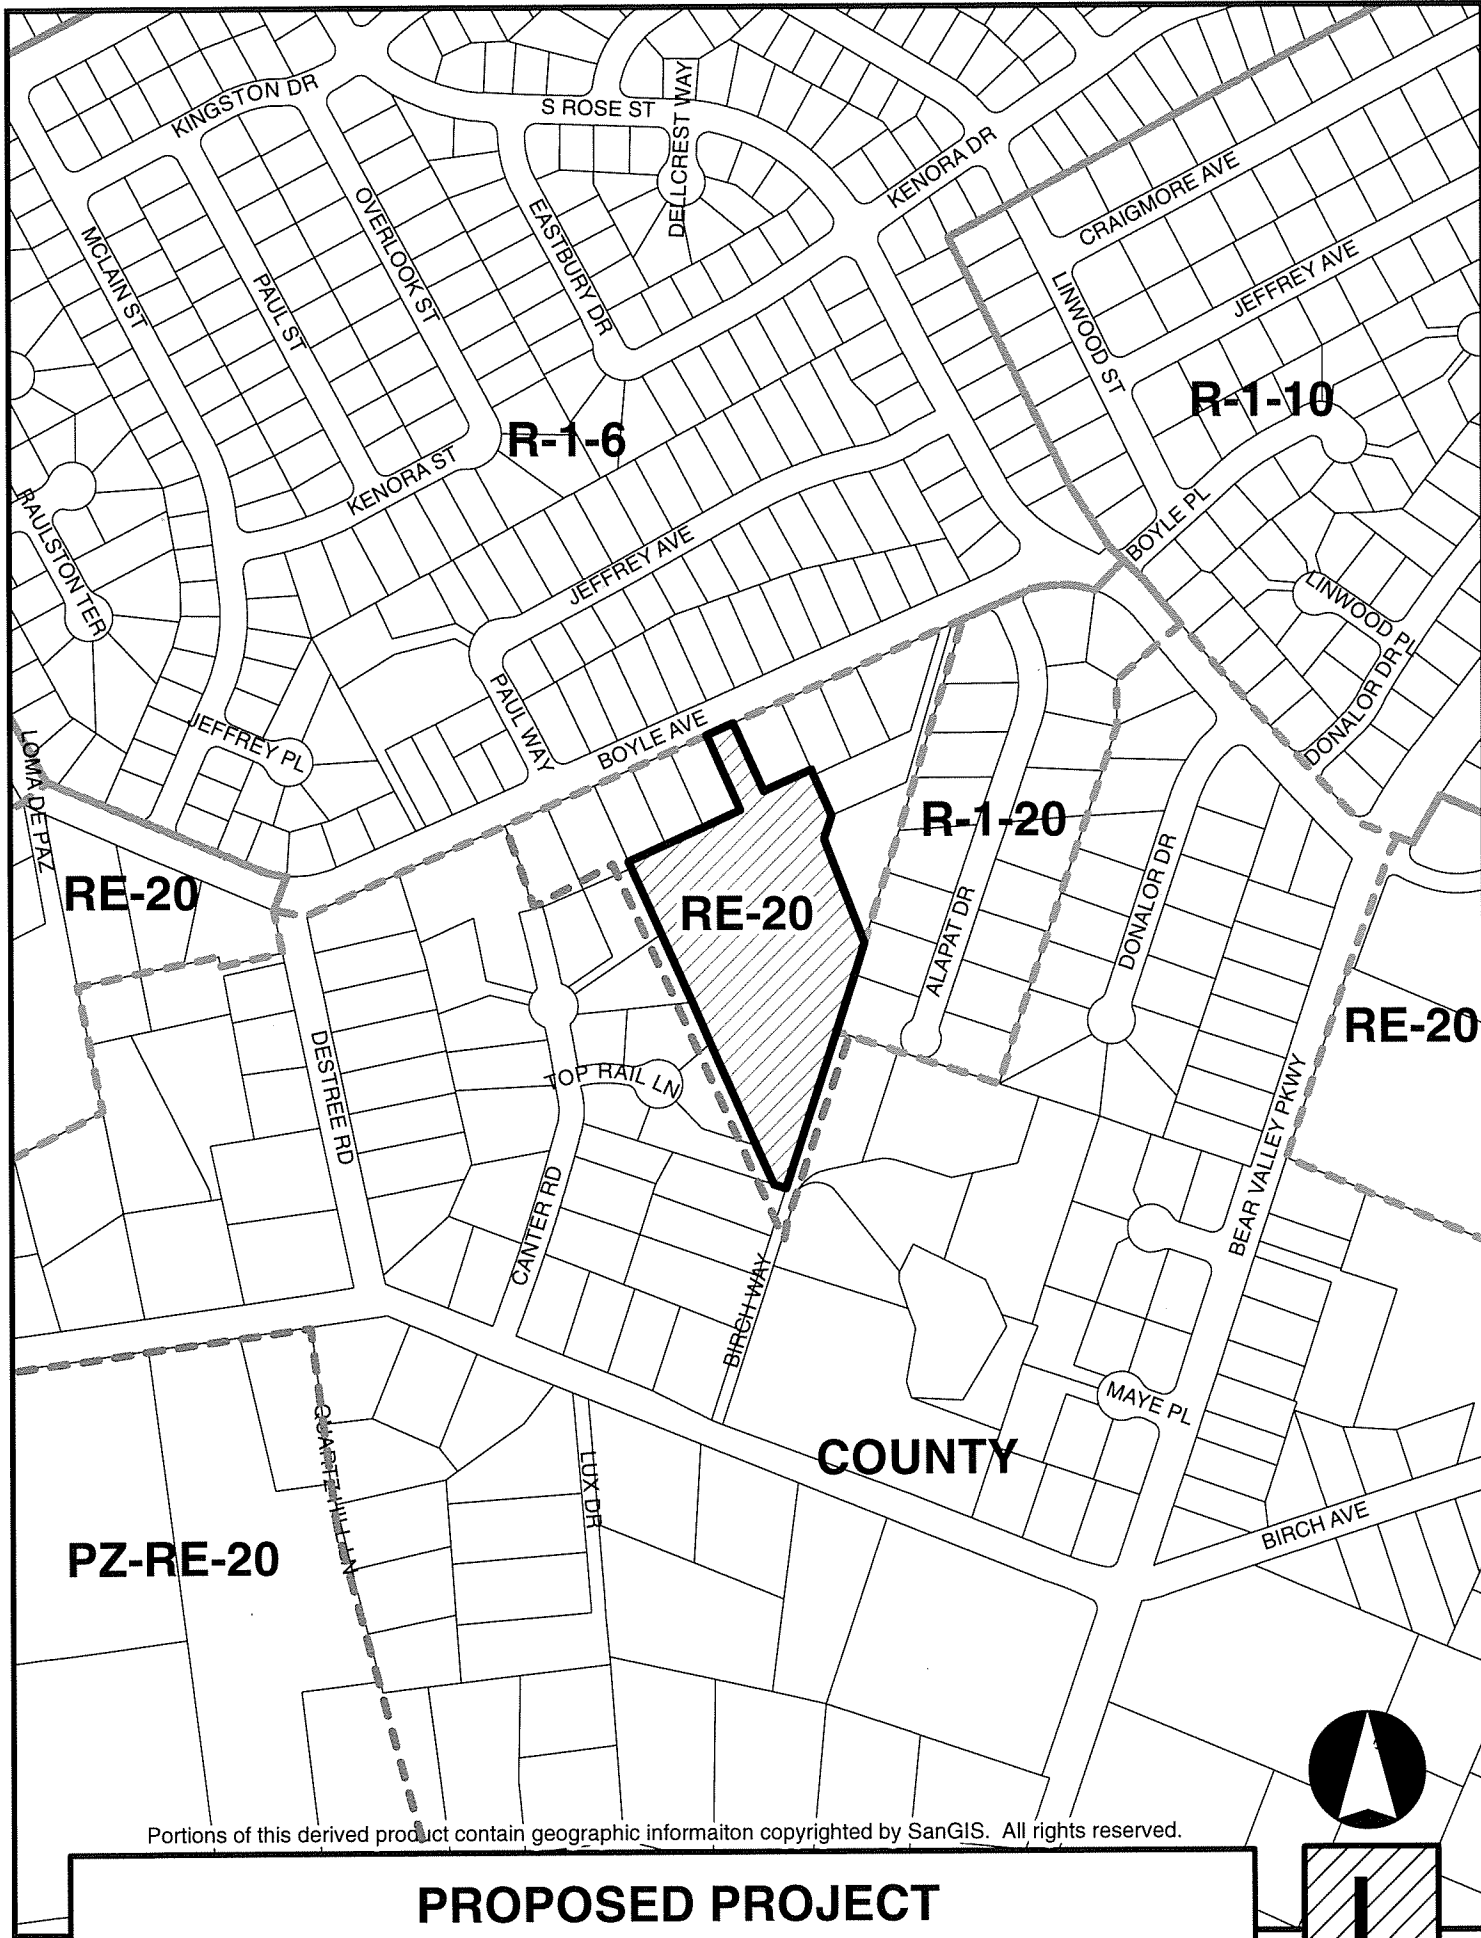 KINGSTON DR
S ROSE ST
DELLCREST WAY
KENORA DR
CRAIGMORE AVE
OVERLOOK ST
EASTBURY DR
MCLAIN ST
PAUL ST
JEFFREY AVE
LINWOOD ST
R-1-10
R-1-6
KENORA ST
RAULSTON TER
BOYLE PL
JEFFREY AVE
LINWOOD PL
DONALOR DR
PAUL WAY
JEFFREY PL
BOYLE AVE
LOMA DE PAZ
R-1-20
RE-20
RE-20
DONALOR DR
ALAPAT DR
RE-20
DESTREE RD
TOP RAIL LN
BEAR VALLEY PKWY
CANTER RD
BIRCH WAY
MAYE PL
QUARTZ HILL LN
COUNTY
LUX DR
BIRCH AVE
PZ-RE-20
Portions of this derived product contain geographic informaiton copyrighted by SanGIS. All rights reserved.
PROPOSED PROJECT